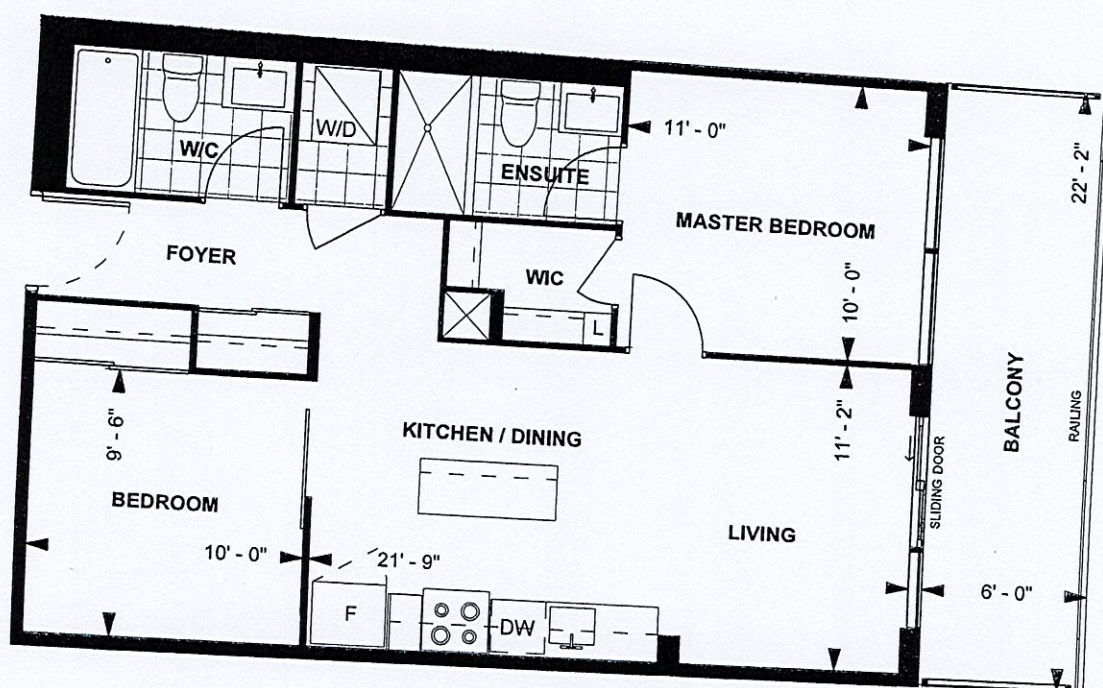 W/C
W/D
ENSUITE
11' - 0"
MASTER BEDROOM
22' - 2"
FOYER
WIC
L
10' - 0"
BALCONY
RAILING
9' - 6"
KITCHEN / DINING
11' - 2"
SLIDING DOOR
BEDROOM
LIVING
10' - 0"
21' - 9"
6' - 0"
F
DW